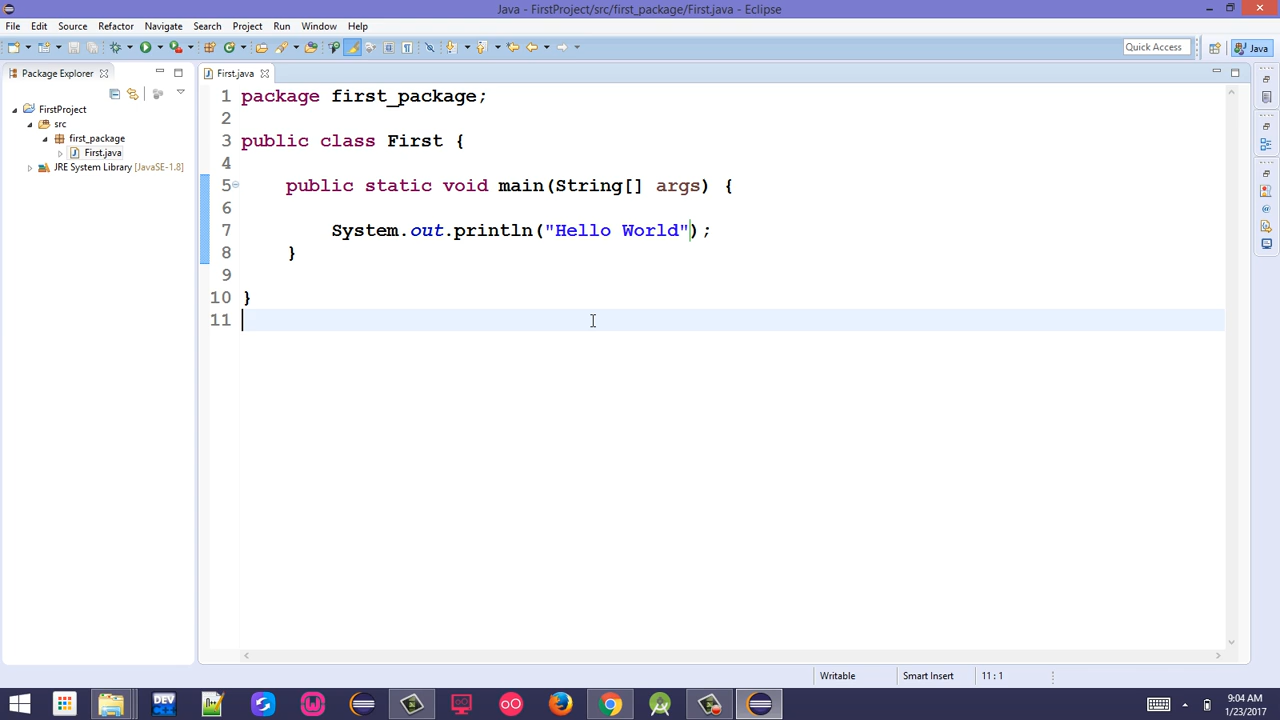 Java - FirstProject/src/first_package/First.java - Eclipse
File Edit Source Refactor Navigate Search Project Run Window Help
Quick Access
Java
Package Explorer
First.java
FirstProject
src
first_package
First.java
JRE System Library [JavaSE-1.8]
1 package first_package;
2
3 public class First {
4
5 public static void main(String[] args) {
6
7 System.out.println("Hello World");
8 }
9
10 }
11
Writable
Smart Insert
11 : 1
DEV
9:04 AM
1/23/2017